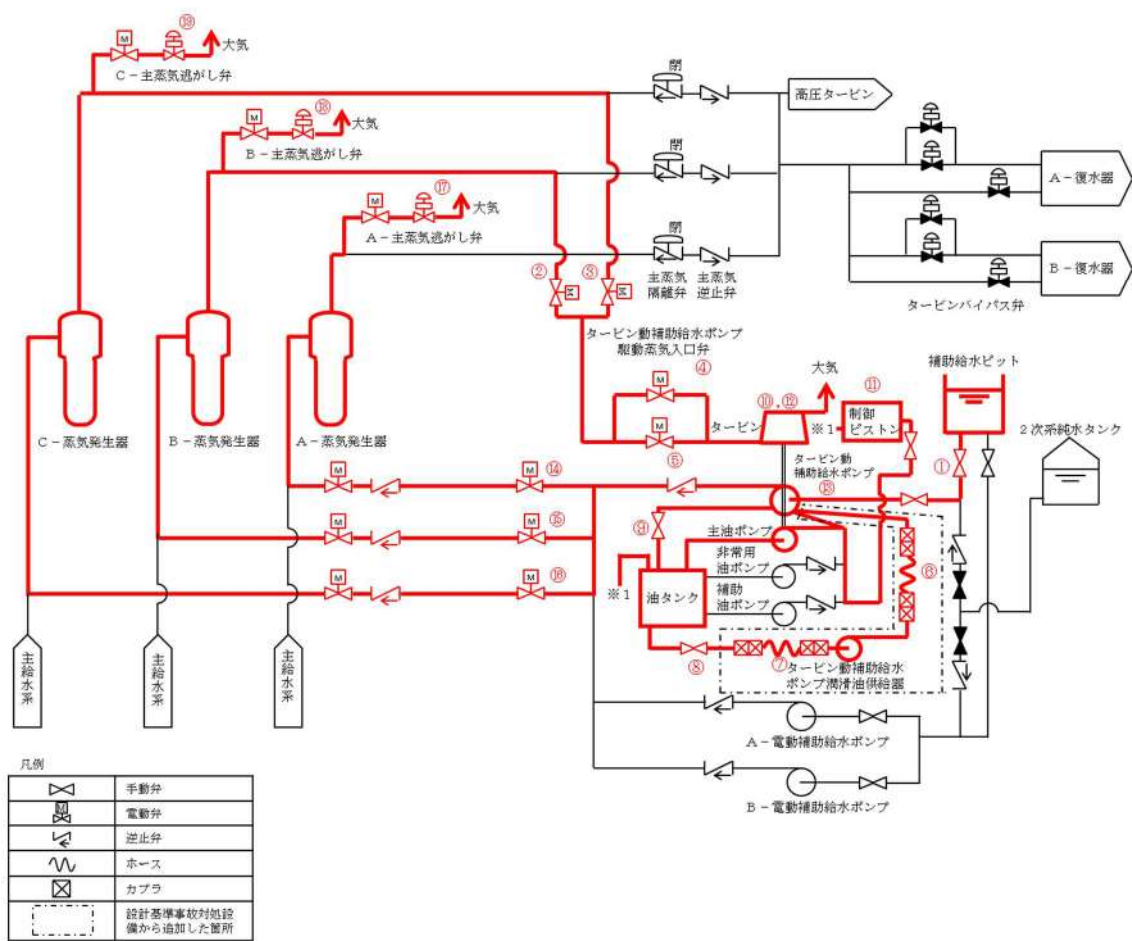 ⑲
M
大気
C-主蒸気逃がし弁
閉
高圧タービン
⑱
M
大気
B-主蒸気逃がし弁
閉
A-復水器
⑰
M
大気
A-主蒸気逃がし弁
閉
主蒸気
隔離弁
主蒸気
逆止弁
B-復水器
タービンバイパス弁
②
③
M
M
タービン動補助給水ポンプ
駆動蒸気入口弁
C-蒸気発生器
B-蒸気発生器
A-蒸気発生器
④
M
M
⑤
タービン
⑩,⑫
大気
※1
⑪
制御
ピストン
補助給水ピット
①
2次系純水タンク
タービン動
補助給水ポンプ
⑬
M
M
⑭
M
M
⑮
M
M
⑯
⑨
主油ポンプ
非常用
油ポンプ
補助
油ポンプ
※1
油タンク
⑥
⑧
⑦
タービン動補助給水
ポンプ潤滑油供給器
主給水系
主給水系
主給水系
A-電動補助給水ポンプ
B-電動補助給水ポンプ
凡例
手動弁
M
電動弁
逆止弁
ホース
カプラ
設計基準事故対処設
備から追加した箇所